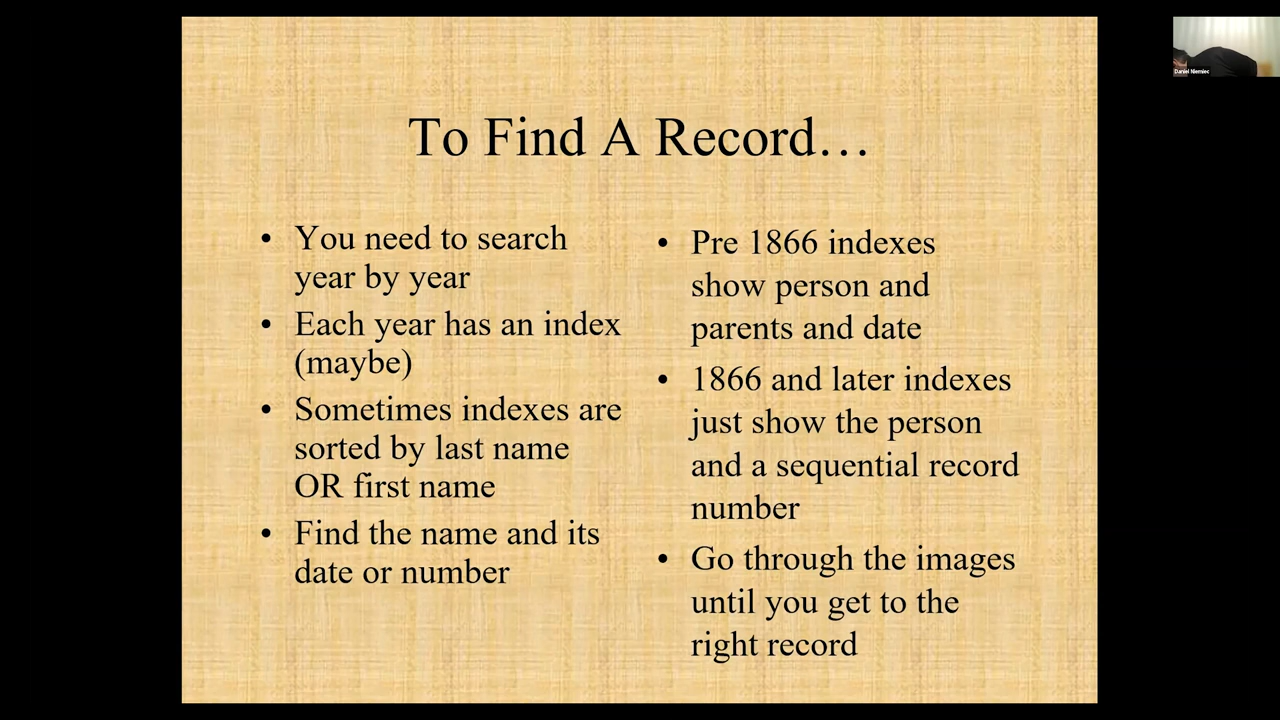 To Find A Record…
• You need to search
year by year
• Each year has an index
(maybe)
• Sometimes indexes are
sorted by last name
OR first name
• Find the name and its
date or number
• Pre 1866 indexes
show person and
parents and date
• 1866 and later indexes
just show the person
and a sequential record
number
• Go through the images
until you get to the
right record
Daniel Niemiec